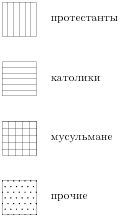 протестанты
католики
мусульмане
прочие